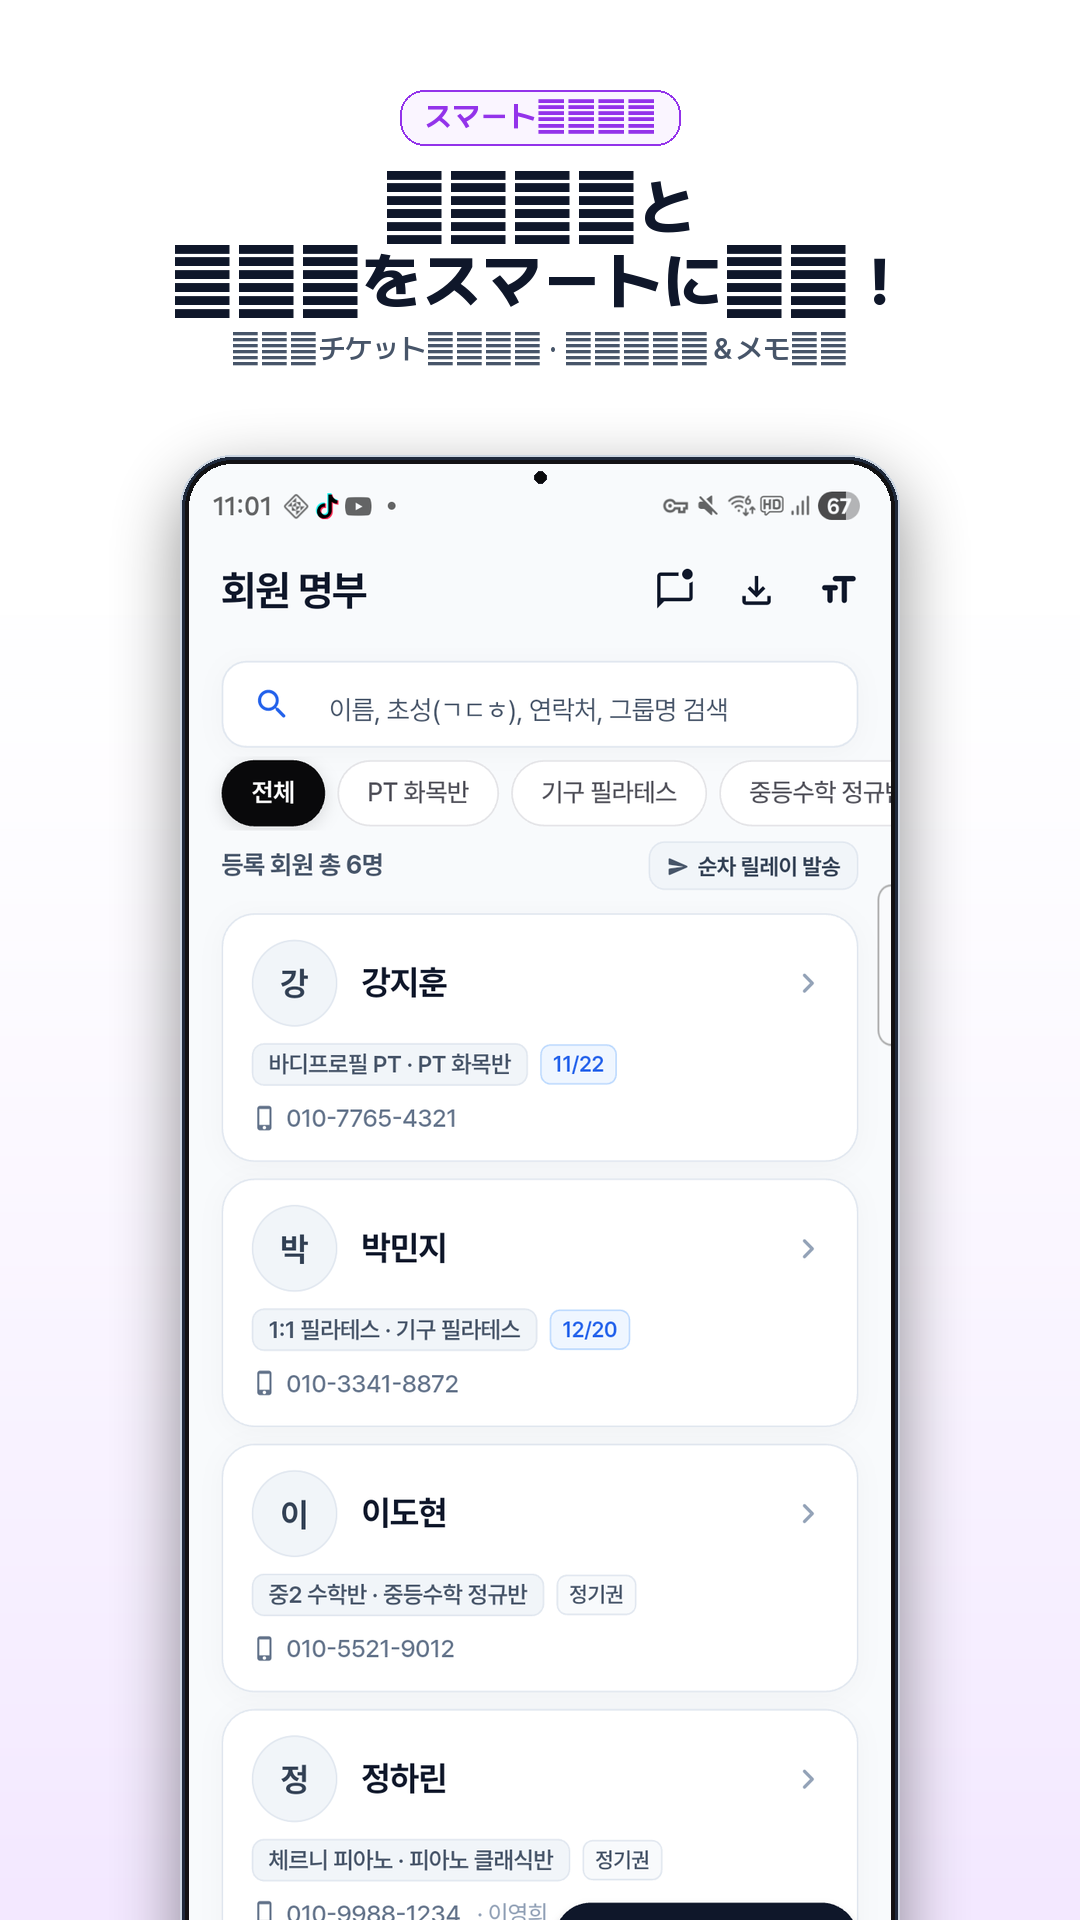 スマート
と
をスマートに！
チケット · &メモ
11:01
HD
67
회원 명부
이름, 초성(ㄱㄷㅎ), 연락처, 그룹명 검색
전체 PT 화목반 기구 필라테스 중등수학
등록 회원 총 6명
순차 릴레이 발송
강 강지훈
바디프로필 PT · PT 화목반 11/22
010-7765-4321
박 박민지
1:1 필라테스 · 기구 필라테스 12/20
010-3341-8872
이 이도현
중2 수학반 · 중등수학 정규반 정기권
010-5521-9012
정 정하린
체르니 피아노 · 피아노 클래식반 정기권
010-9988-1234 · 이영희